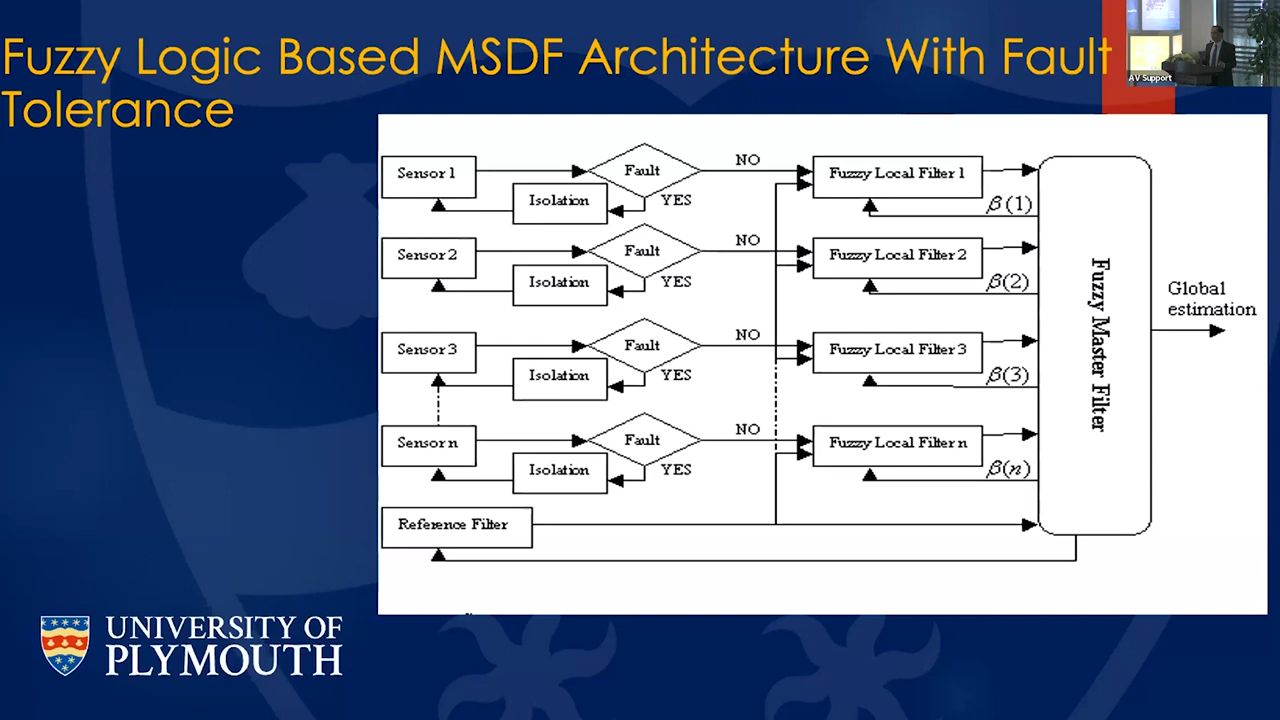 Fuzzy Logic Based MSDF Architecture With Fault
Tolerance
AV Support
Sensor 1
Fault
NO
Fuzzy Local Filter 1
Isolation
YES
β(1)
Sensor 2
Fault
NO
Fuzzy Local Filter 2
Isolation
YES
β(2)
Sensor 3
Fault
NO
Fuzzy Local Filter 3
Isolation
YES
β(3)
Sensor n
Fault
NO
Fuzzy Local Filter n
Isolation
YES
β(n)
Reference Filter
Fuzzy Master Filter
Global
estimation
UNIVERSITY OF
PLYMOUTH